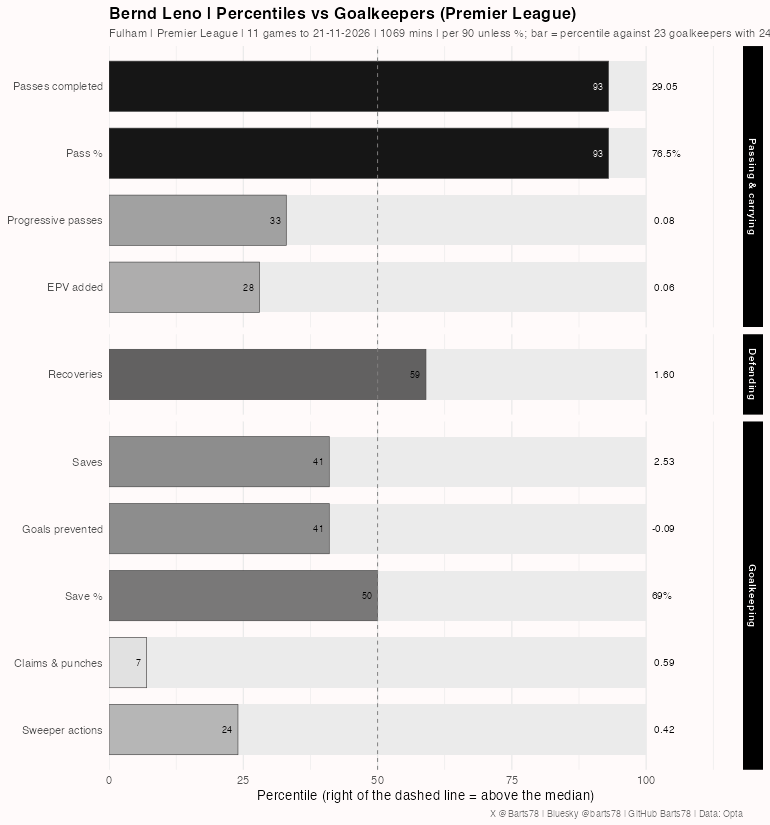 Bernd Leno | Percentiles vs Goalkeepers (Premier League)
Fulham | Premier League | 11 games to 21-11-2026 | 1069 mins | per 90 unless %; bar = percentile against 23 goalkeepers with 24
Passes completed 93 29.05
Pass % 93 76.5%
Progressive passes 33 0.08
EPV added 28 0.06
Passing & carrying
Recoveries 59 1.60
Defending
Saves 41 2.53
Goals prevented 41 -0.09
Save % 50 69%
Claims & punches 7 0.59
Sweeper actions 24 0.42
Goalkeeping
0 25 50 75 100
Percentile (right of the dashed line = above the median)
X @Barts78 | Bluesky @barts78 | GitHub Barts78 | Data: Opta